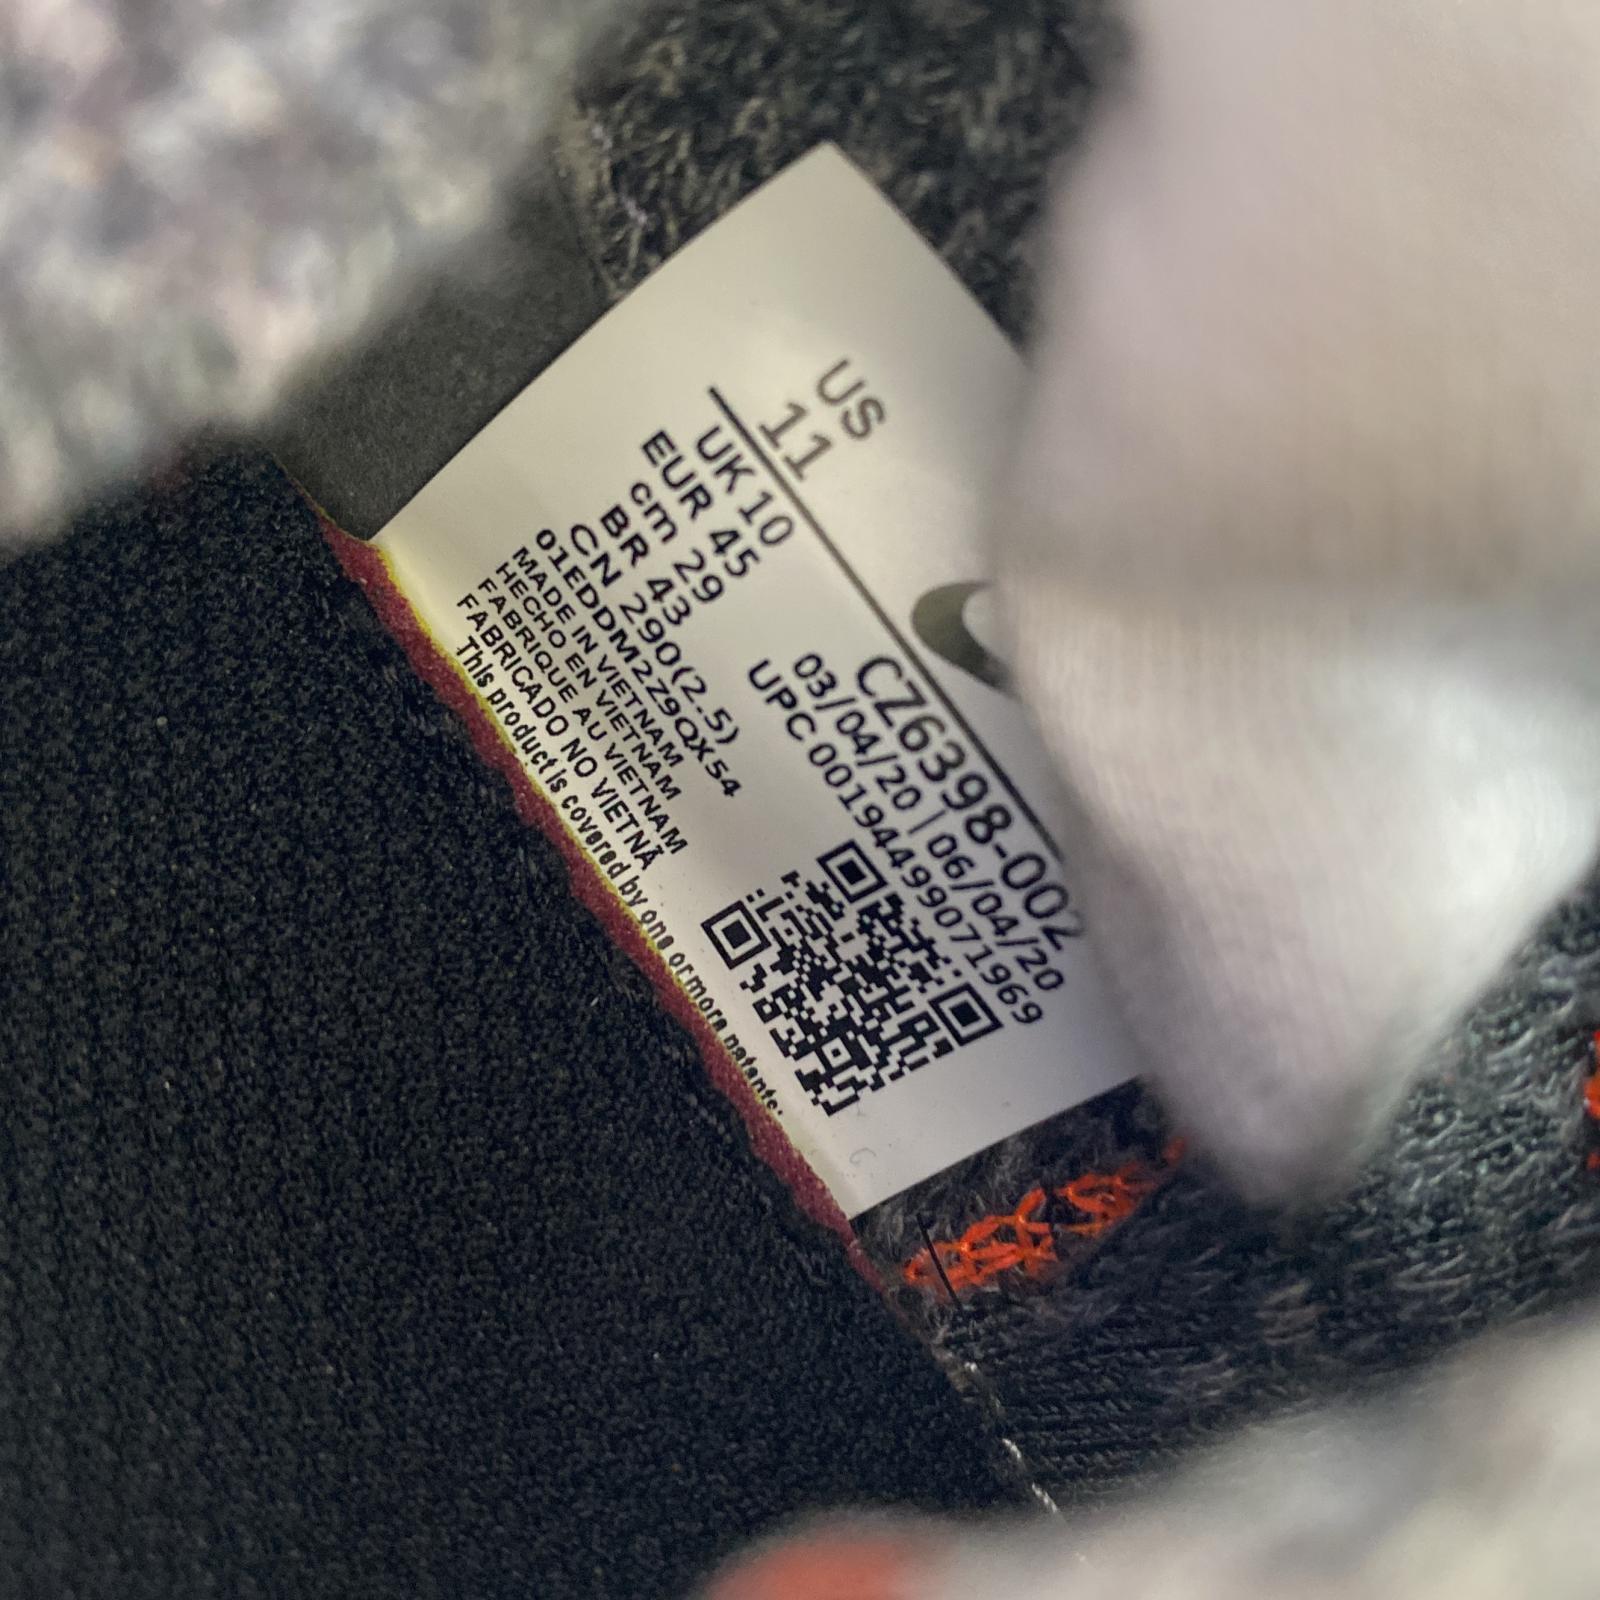 US
11
UK 10
EUR 45
cm 29
BR 43
CN 290(2.5)
01EDDM2Z9QX54
MADE IN VIETNAM
HECHO EN VIETNAM
FABRIQUE AU VIETNAM
FABRICADO NO VIETNÃ
This product is covered by one or more patents:
CZ6398-002
03/04/20 | 06/04/20
UPC 00194499071969